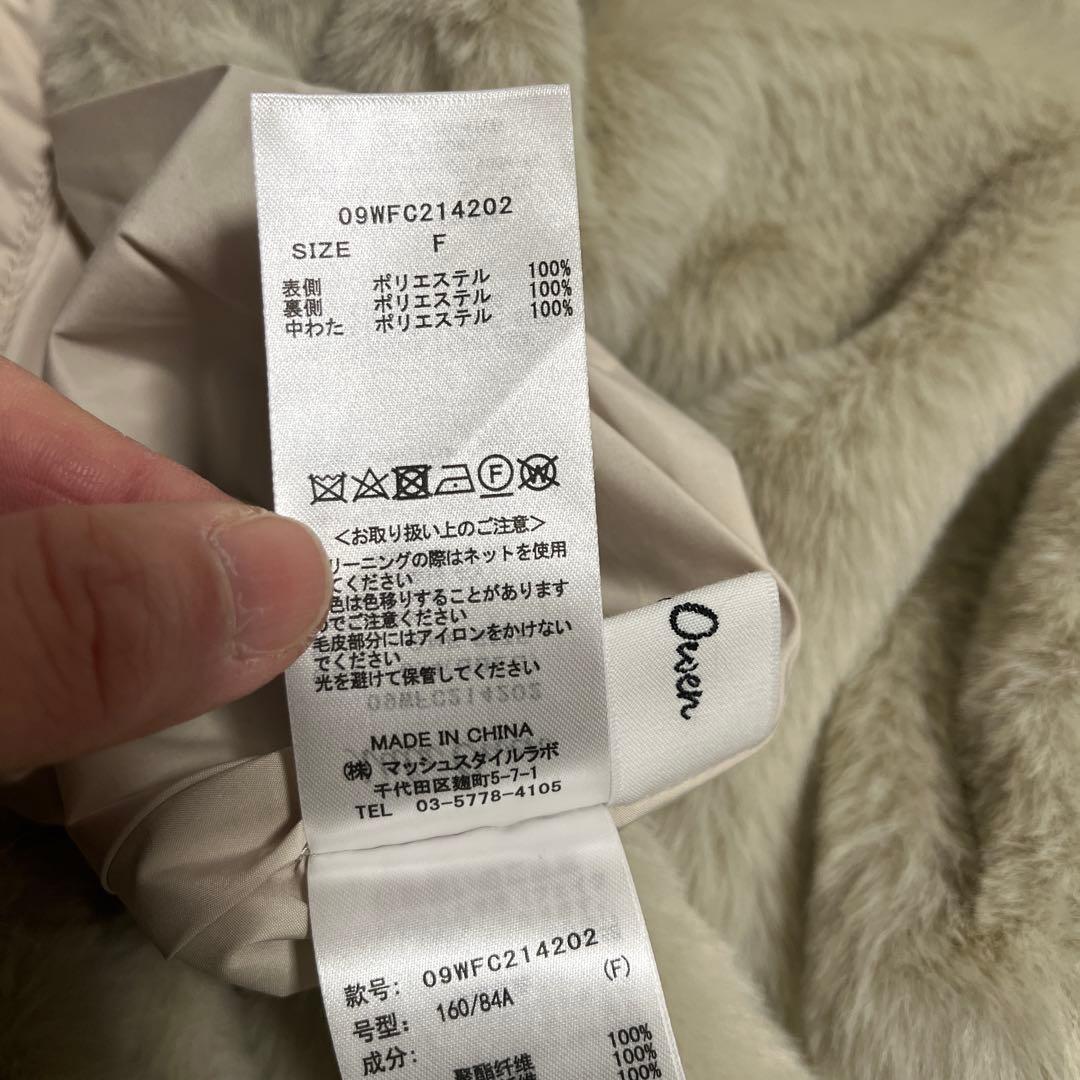 09WFC214202
SIZE F
表側 ポリエステル 100%
裏側 ポリエステル 100%
中わた ポリエステル 100%
F W
<お取り扱い上のご注意>
リーニングの際はネットを使用
てください
色は色移りすることがあります
のでご注意ください
毛皮部分にはアイロンをかけない
でください
光を避けて保管してください
09WFC214202
MADE IN CHINA
(株) マッシュスタイルラボ
千代田区麹町5-7-1
TEL 03-5778-4105
Owen
款号: 09WFC214202
号型: 160/84A (F)
成分: 100%
聚酯纤维 100%
100%